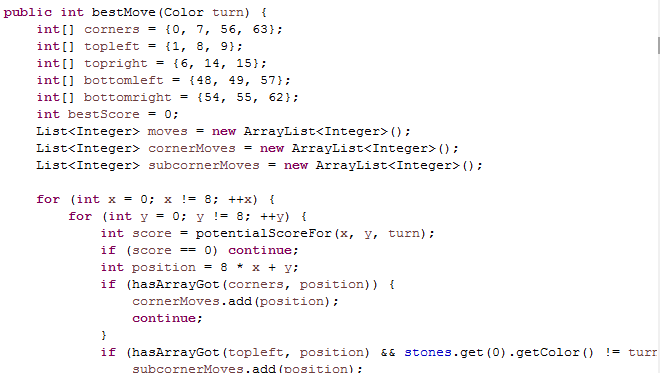 public int bestMove(Color turn) {
int[] corners = {0, 7, 56, 63};
int[] topleft = {1, 8, 9};
int[] topright = {6, 14, 15};
int[] bottomleft = {48, 49, 57};
int[] bottomright = {54, 55, 62};
int bestScore = 0;
List<Integer> moves = new ArrayList<Integer>();
List<Integer> cornerMoves = new ArrayList<Integer>();
List<Integer> subcornerMoves = new ArrayList<Integer>();
for (int x = 0; x != 8; ++x) {
for (int y = 0; y != 8; ++y) {
int score = potentialScoreFor(x, y, turn);
if (score == 0) continue;
int position = 8 * x + y;
if (hasArrayGot(corners, position)) {
cornerMoves.add(position);
continue;
}
if (hasArrayGot(topleft, position) && stones.get(0).getColor() != turn
subcornerMoves.add(position);